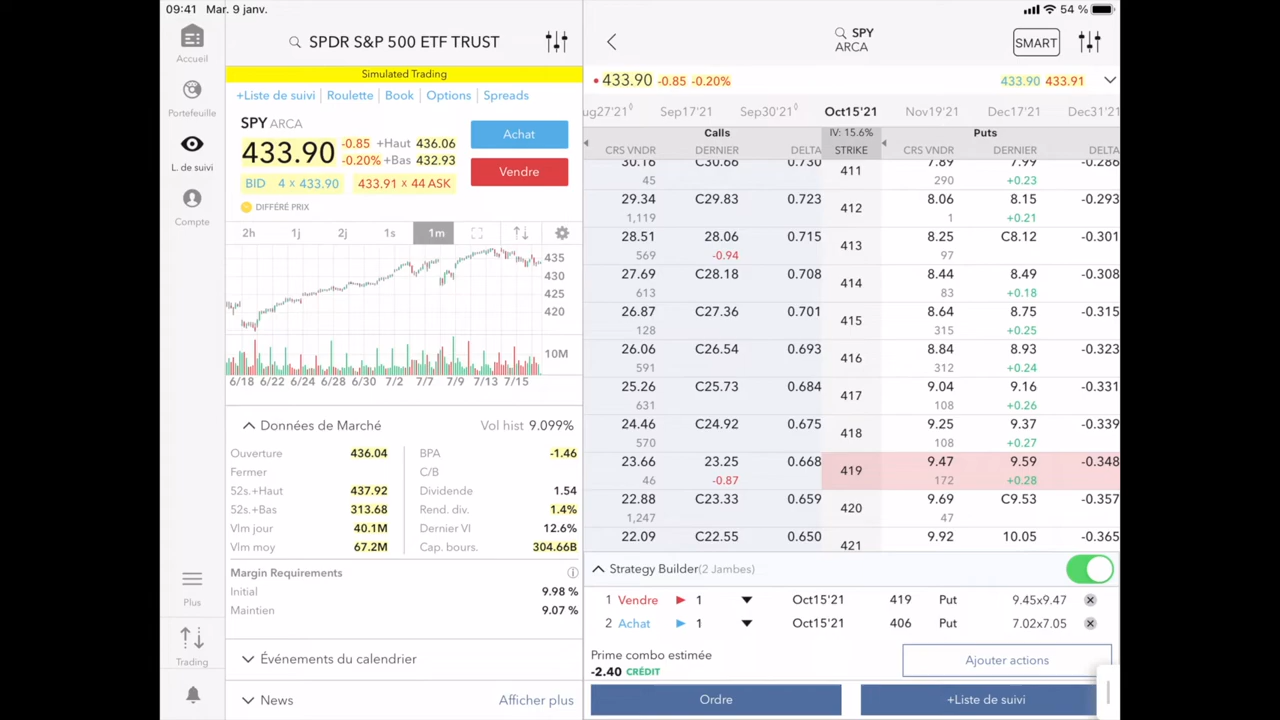 09:41 Mar. 9 janv.
54 %
Accueil
Portefeuille
L. de suivi
Compte
Plus
Trading
SPDR S&P 500 ETF TRUST
Simulated Trading
+Liste de suivi Roulette Book Options Spreads
SPY ARCA
433.90 -0.85 +Haut 436.06
-0.20% +Bas 432.93
Achat
Vendre
BID 4 × 433.90 433.91 × 44 ASK
DIFFÉRÉ PRIX
2h 1j 2j 1s 1m
435
430
425
420
10M
6/18 6/22 6/24 6/28 6/30 7/2 7/7 7/9 7/13 7/15
Données de Marché Vol hist 9.099%
Ouverture 436.04 BPA -1.46
Fermer C/B
52s.+Haut 437.92 Dividende 1.54
52s.+Bas 313.68 Rend. div. 1.4%
Vlm jour 40.1M Dernier VI 12.6%
Vlm moy 67.2M Cap. bours. 304.66B
Margin Requirements
Initial 9.98 %
Maintien 9.07 %
Événements du calendrier
News Afficher plus
SPY
ARCA
SMART
433.90 -0.85 -0.20% 433.90 433.91
ug27'21 Sep17'21 Sep30'21 Oct15'21 Nov19'21 Dec17'21 Dec31'21
Calls IV: 15.6% Puts
CRS VNDR DERNIER DELTA STRIKE CRS VNDR DERNIER DELTA
30.16 C30.66 0.730 411 7.89 7.99 -0.286
45 290 +0.23
29.34 C29.83 0.723 412 8.06 8.15 -0.293
1,119 1 +0.21
28.51 28.06 0.715 413 8.25 C8.12 -0.301
569 -0.94 97
27.69 C28.18 0.708 414 8.44 8.49 -0.308
613 83 +0.18
26.87 C27.36 0.701 415 8.64 8.75 -0.315
128 315 +0.25
26.06 C26.54 0.693 416 8.84 8.93 -0.323
591 312 +0.24
25.26 C25.73 0.684 417 9.04 9.16 -0.331
631 108 +0.26
24.46 C24.92 0.675 418 9.25 9.37 -0.339
570 108 +0.27
23.66 23.25 0.668 419 9.47 9.59 -0.348
46 -0.87 172 +0.28
22.88 C23.33 0.659 420 9.69 C9.53 -0.357
1,247 47
22.09 C22.55 0.650 421 9.92 10.05 -0.365
Strategy Builder(2 Jambes)
1 Vendre 1 Oct15'21 419 Put 9.45x9.47
2 Achat 1 Oct15'21 406 Put 7.02x7.05
Prime combo estimée
-2.40 CRÉDIT
Ajouter actions
Ordre
+Liste de suivi